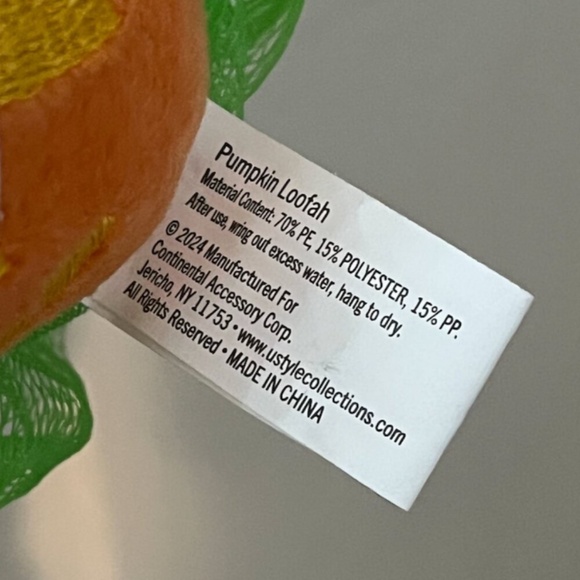 Pumpkin Loofah
Material Content: 70% PE, 15% POLYESTER, 15% PP.
After use, wring out excess water, hang to dry.
© 2024 Manufactured For
Continental Accessory Corp.
Jericho, NY 11753 • www.ustylecollections.com
All Rights Reserved • MADE IN CHINA